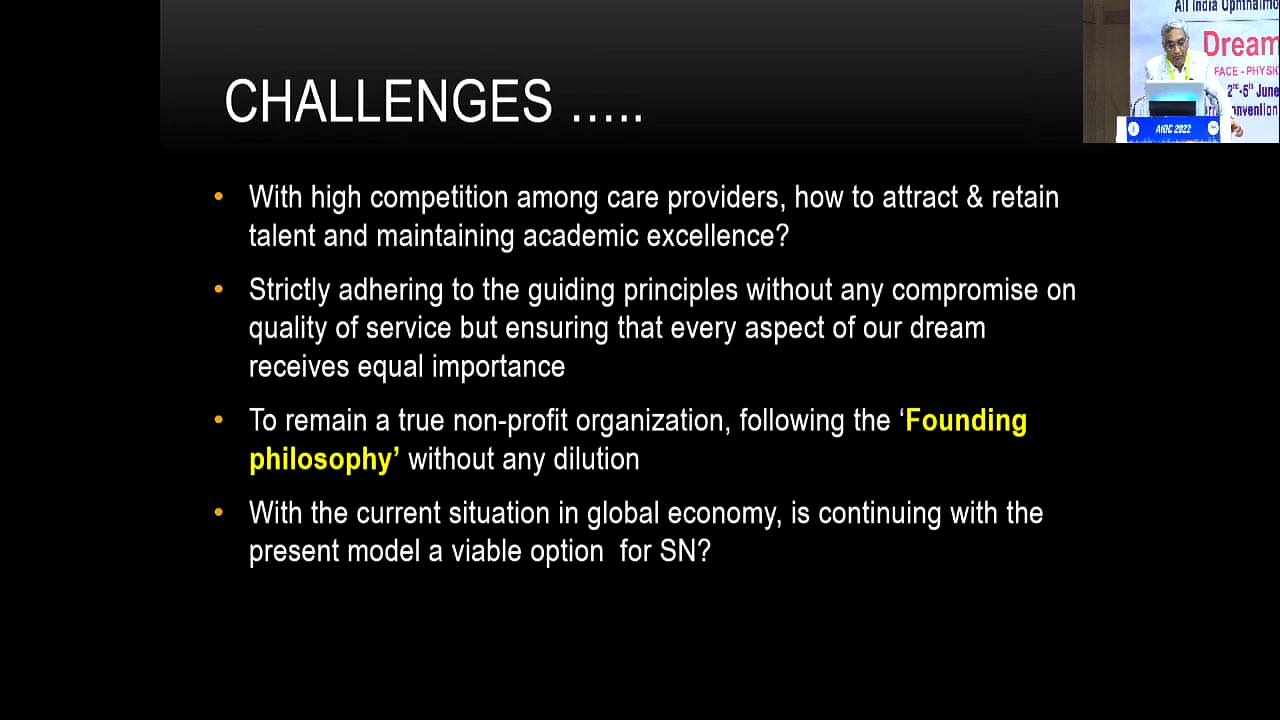 CHALLENGES .....
With high competition among care providers, how to attract & retain
talent and maintaining academic excellence?
Strictly adhering to the guiding principles without any compromise on
quality of service but ensuring that every aspect of our dream
receives equal importance
To remain a true non-profit organization, following the ‘Founding
philosophy’ without any dilution
With the current situation in global economy, is continuing with the
present model a viable option for SN?
All India Ophthalmo
Dream
FACE - PHYSIC
2nd-5th June
onvention
AIOC 2022